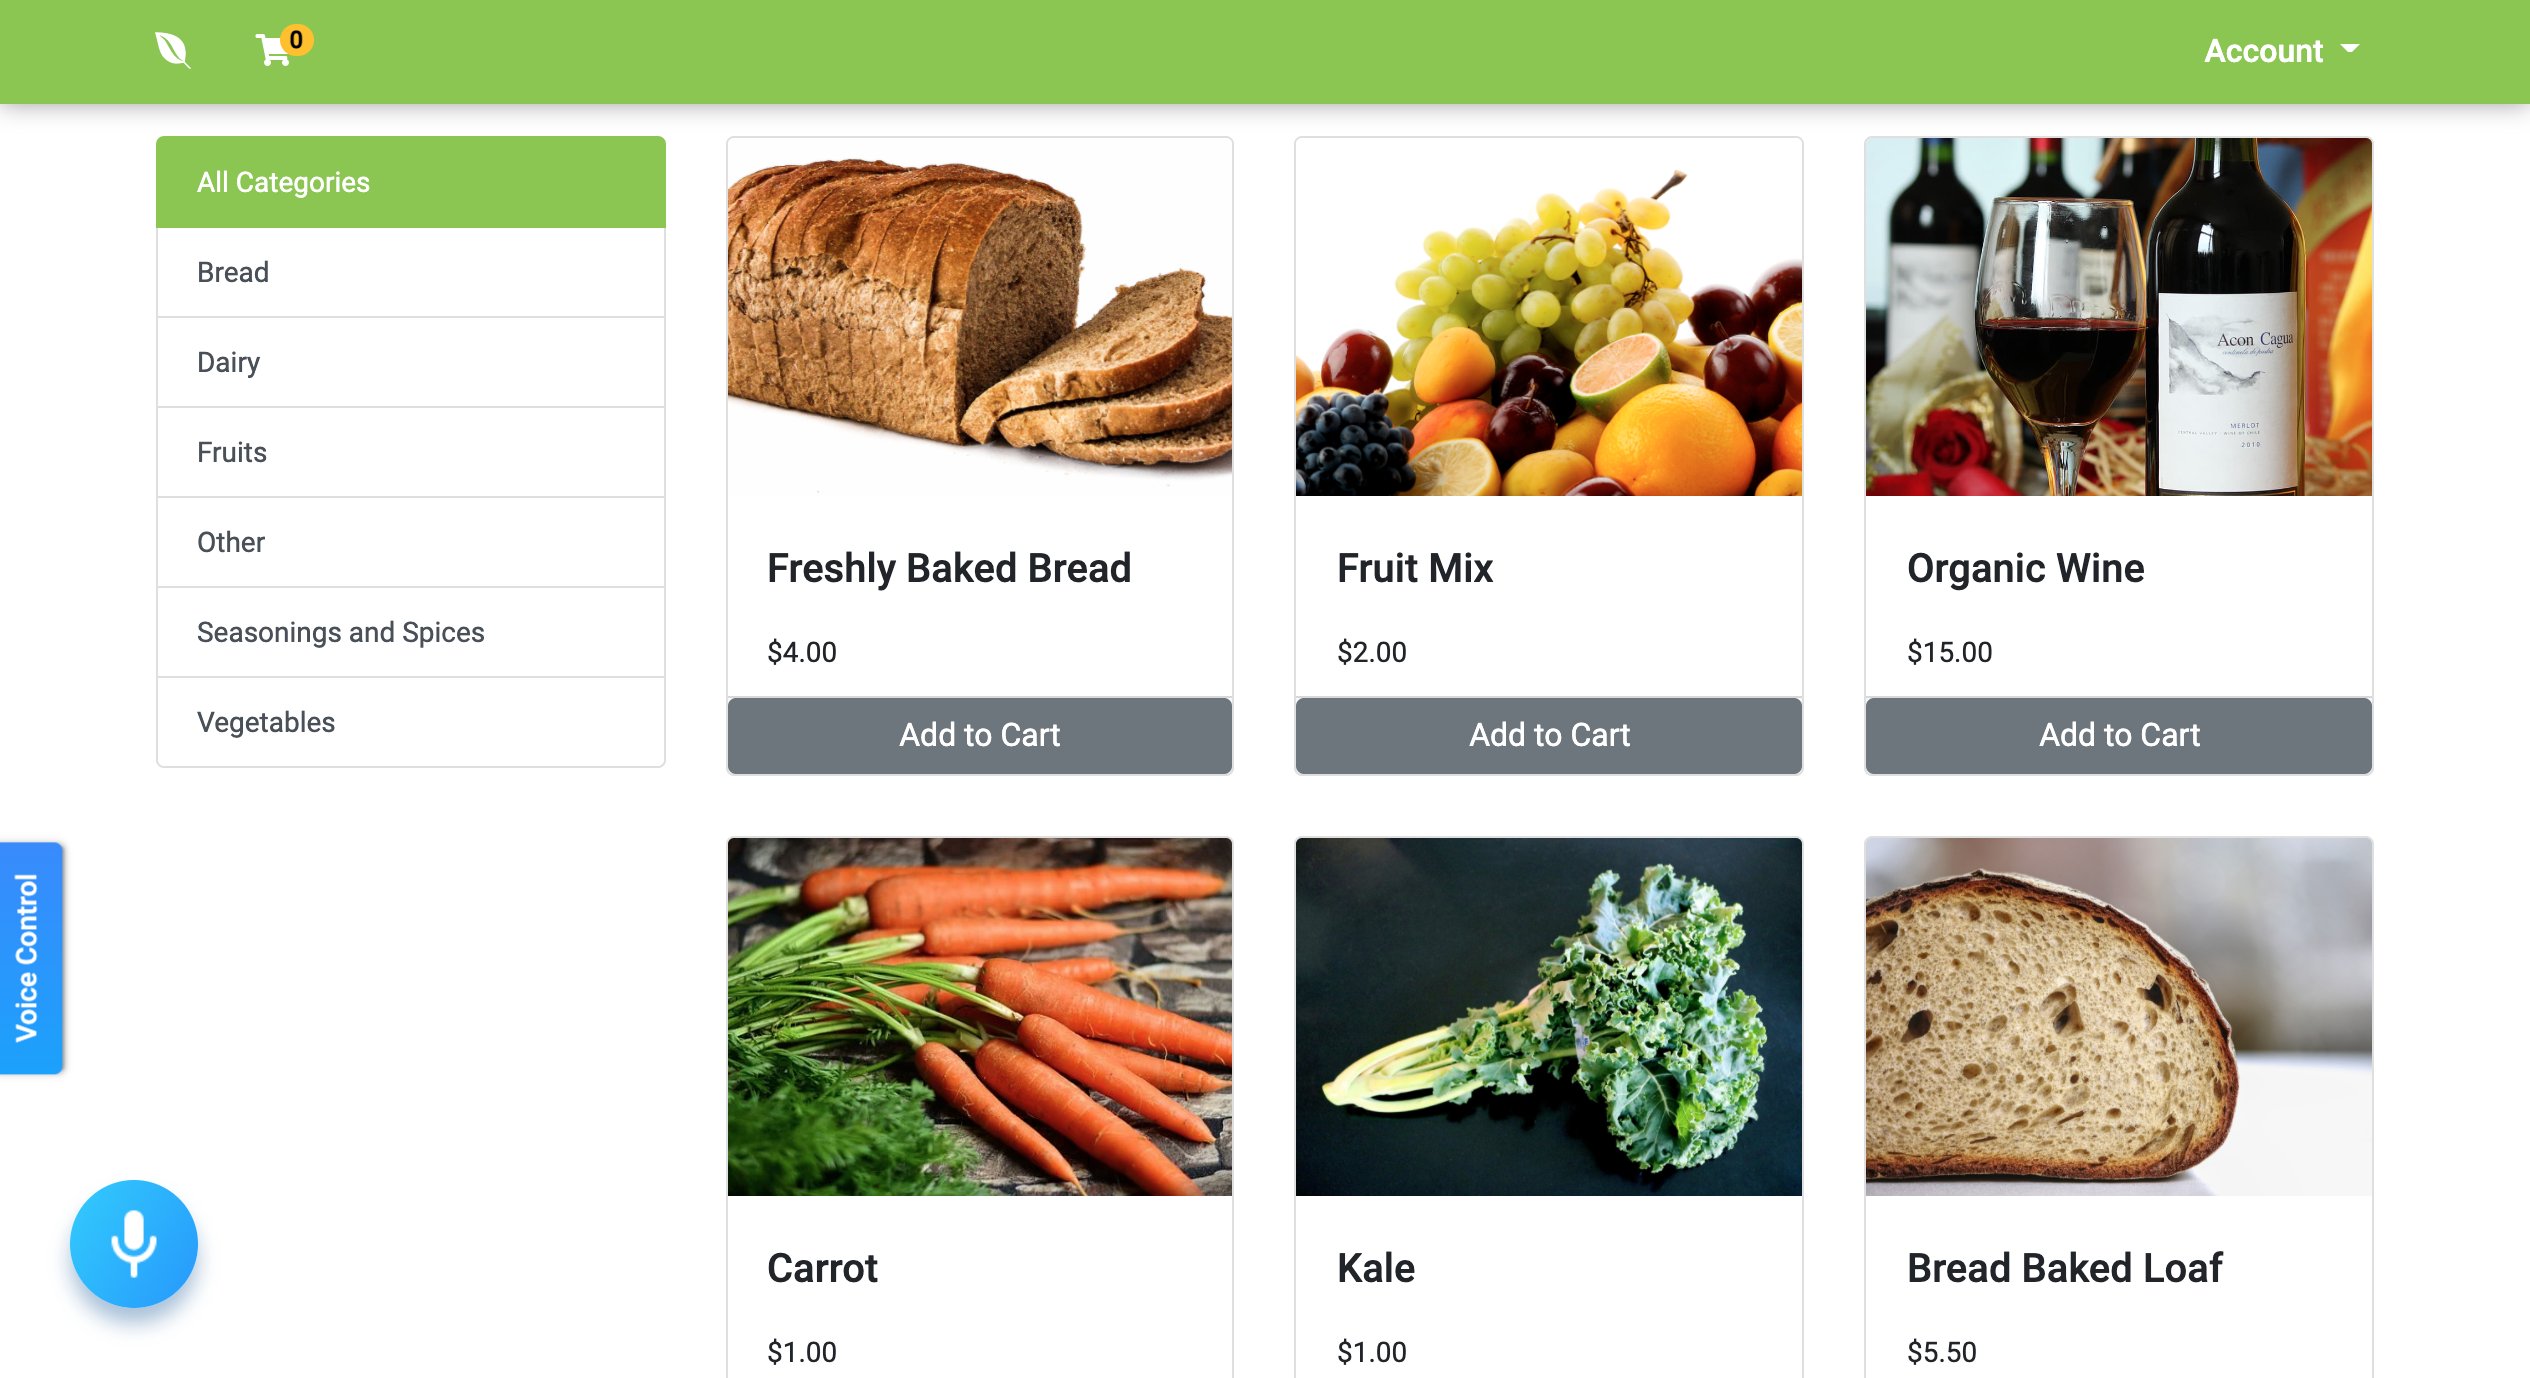 0
Account
All Categories
Bread
Dairy
Fruits
Other
Seasonings and Spices
Vegetables
Acon Cagua
MERLOT
2010
Freshly Baked Bread
$4.00
Add to Cart
Fruit Mix
$2.00
Add to Cart
Organic Wine
$15.00
Add to Cart
Voice Control
Carrot
$1.00
Kale
$1.00
Bread Baked Loaf
$5.50